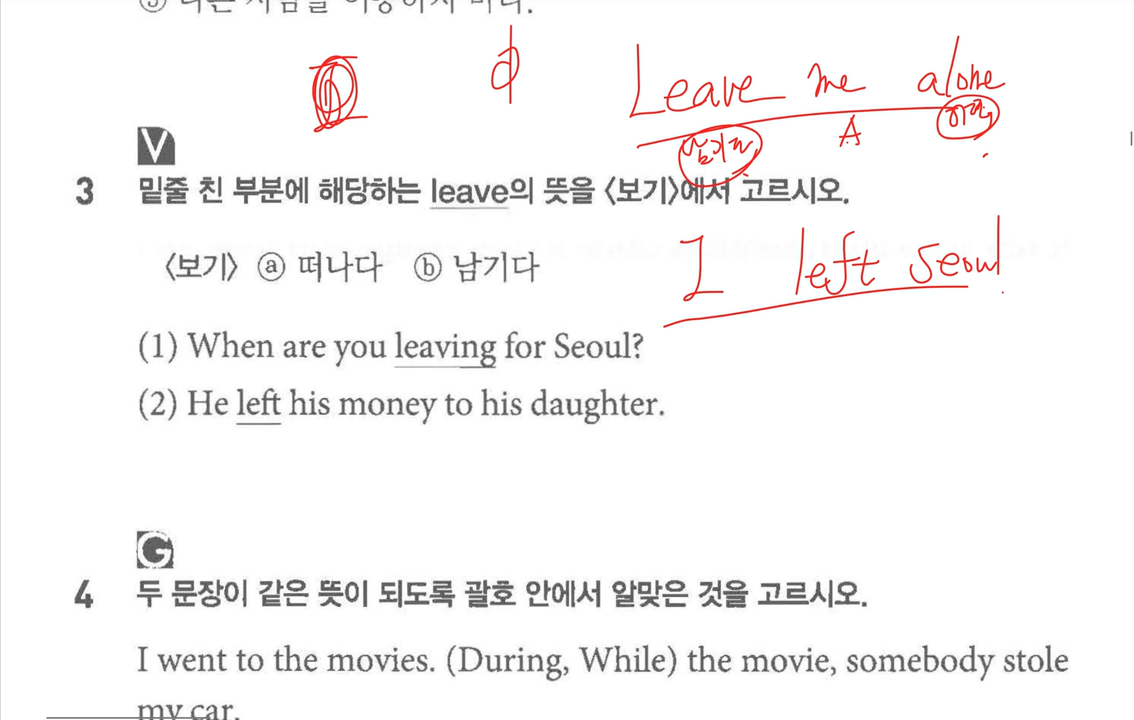 Leave me alone
남기고 A
V
3 밑줄 친 부분에 해당하는 leave의 뜻을 〈보기〉에서 고르시오.
〈보기〉 ⓐ 떠나다 ⓑ 남기다
I left Seoul
(1) When are you leaving for Seoul?
(2) He left his money to his daughter.
G
4 두 문장이 같은 뜻이 되도록 괄호 안에서 알맞은 것을 고르시오.
I went to the movies. (During, While) the movie, somebody stole
my car.